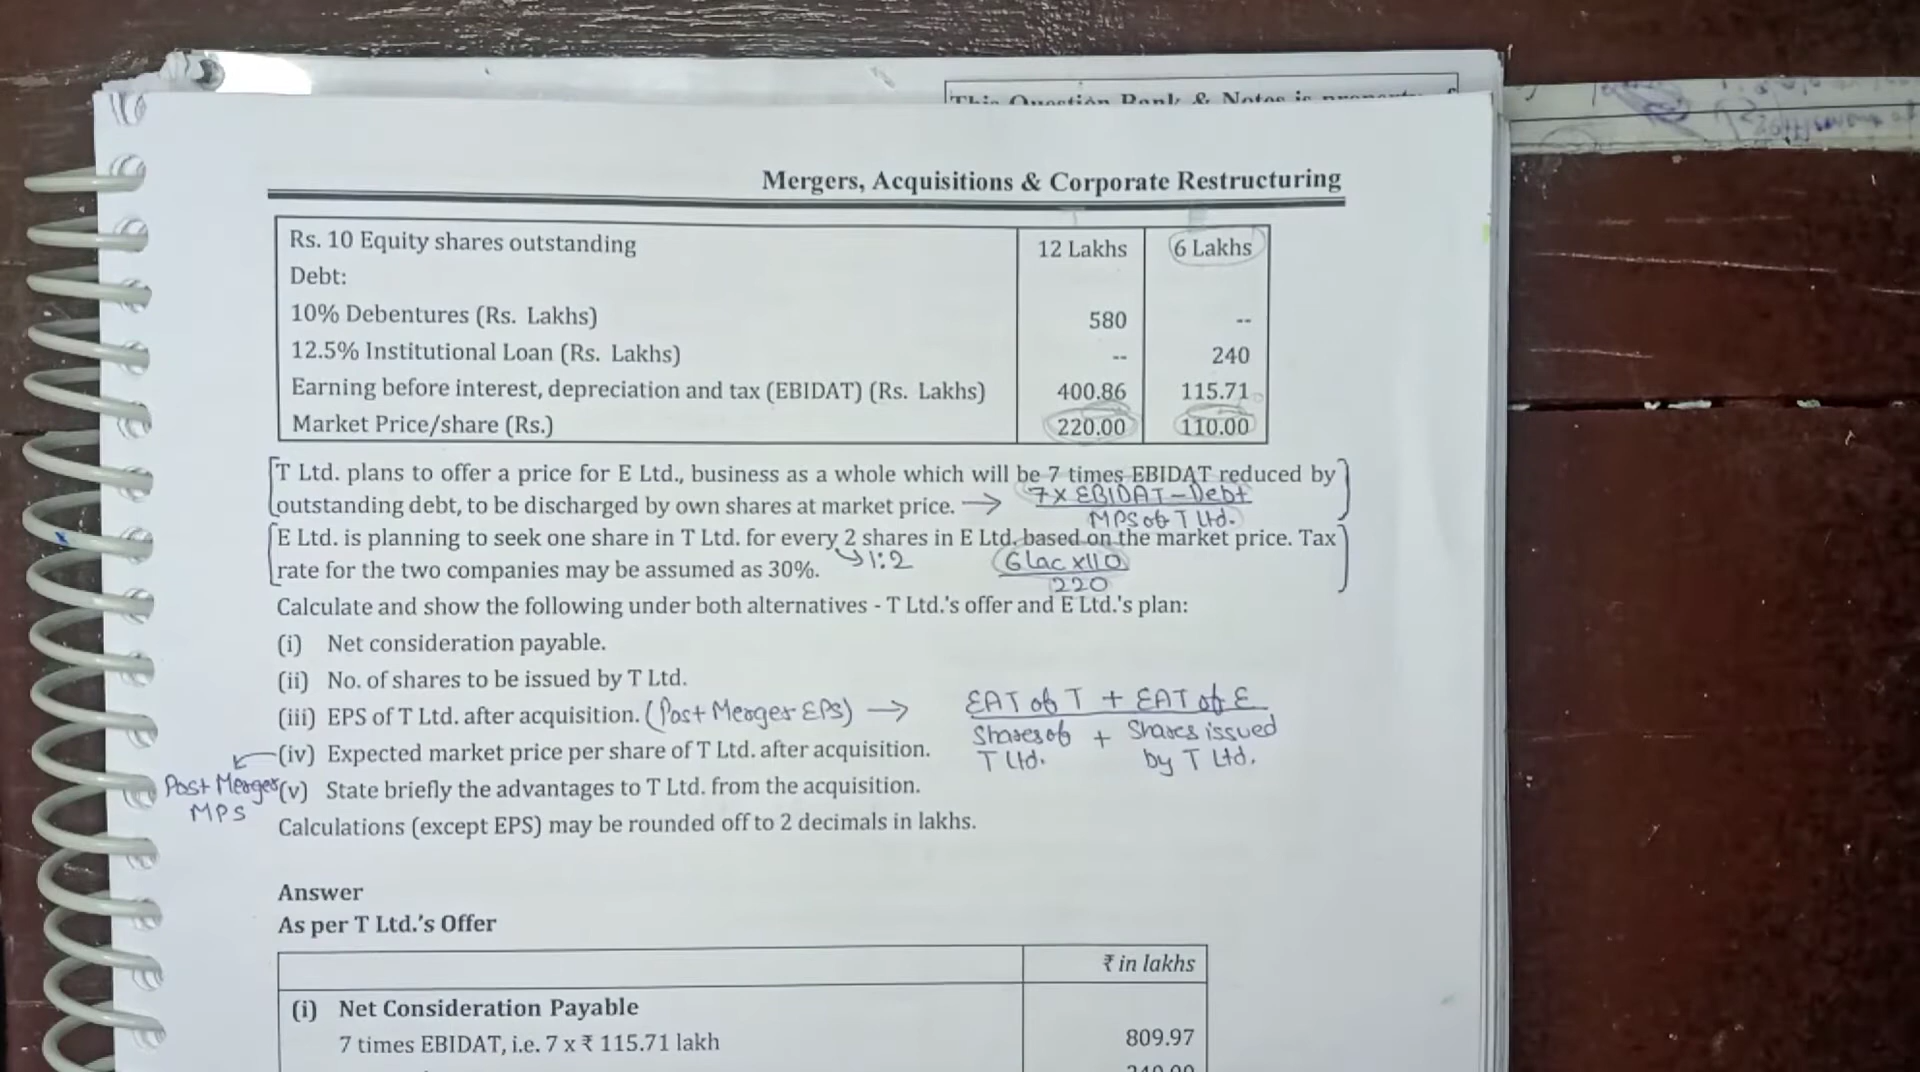 Mergers, Acquisitions & Corporate Restructuring
Rs. 10 Equity shares outstanding 12 Lakhs 6 Lakhs
Debt:
10% Debentures (Rs. Lakhs) 580 --
12.5% Institutional Loan (Rs. Lakhs) -- 240
Earning before interest, depreciation and tax (EBIDAT) (Rs. Lakhs) 400.86 115.71
Market Price/share (Rs.) 220.00 110.00
T Ltd. plans to offer a price for E Ltd., business as a whole which will be 7 times EBIDAT reduced by
outstanding debt, to be discharged by own shares at market price. → 7 x EBIDAT - Debt
MPS of T Ltd.
E Ltd. is planning to seek one share in T Ltd. for every 2 shares in E Ltd. based on the market price. Tax
rate for the two companies may be assumed as 30%. 1:2 6 lac x 110
220
Calculate and show the following under both alternatives - T Ltd.'s offer and E Ltd.'s plan:
(i) Net consideration payable.
(ii) No. of shares to be issued by T Ltd.
(iii) EPS of T Ltd. after acquisition. (Post Merger EPS) → EAT of T + EAT of E
Shares of T Ltd. + Shares issued by T Ltd.
(iv) Expected market price per share of T Ltd. after acquisition.
Post Merger MPS
(v) State briefly the advantages to T Ltd. from the acquisition.
Calculations (except EPS) may be rounded off to 2 decimals in lakhs.
Answer
As per T Ltd.'s Offer
₹ in lakhs
(i) Net Consideration Payable
7 times EBIDAT, i.e. 7 x ₹ 115.71 lakh 809.97